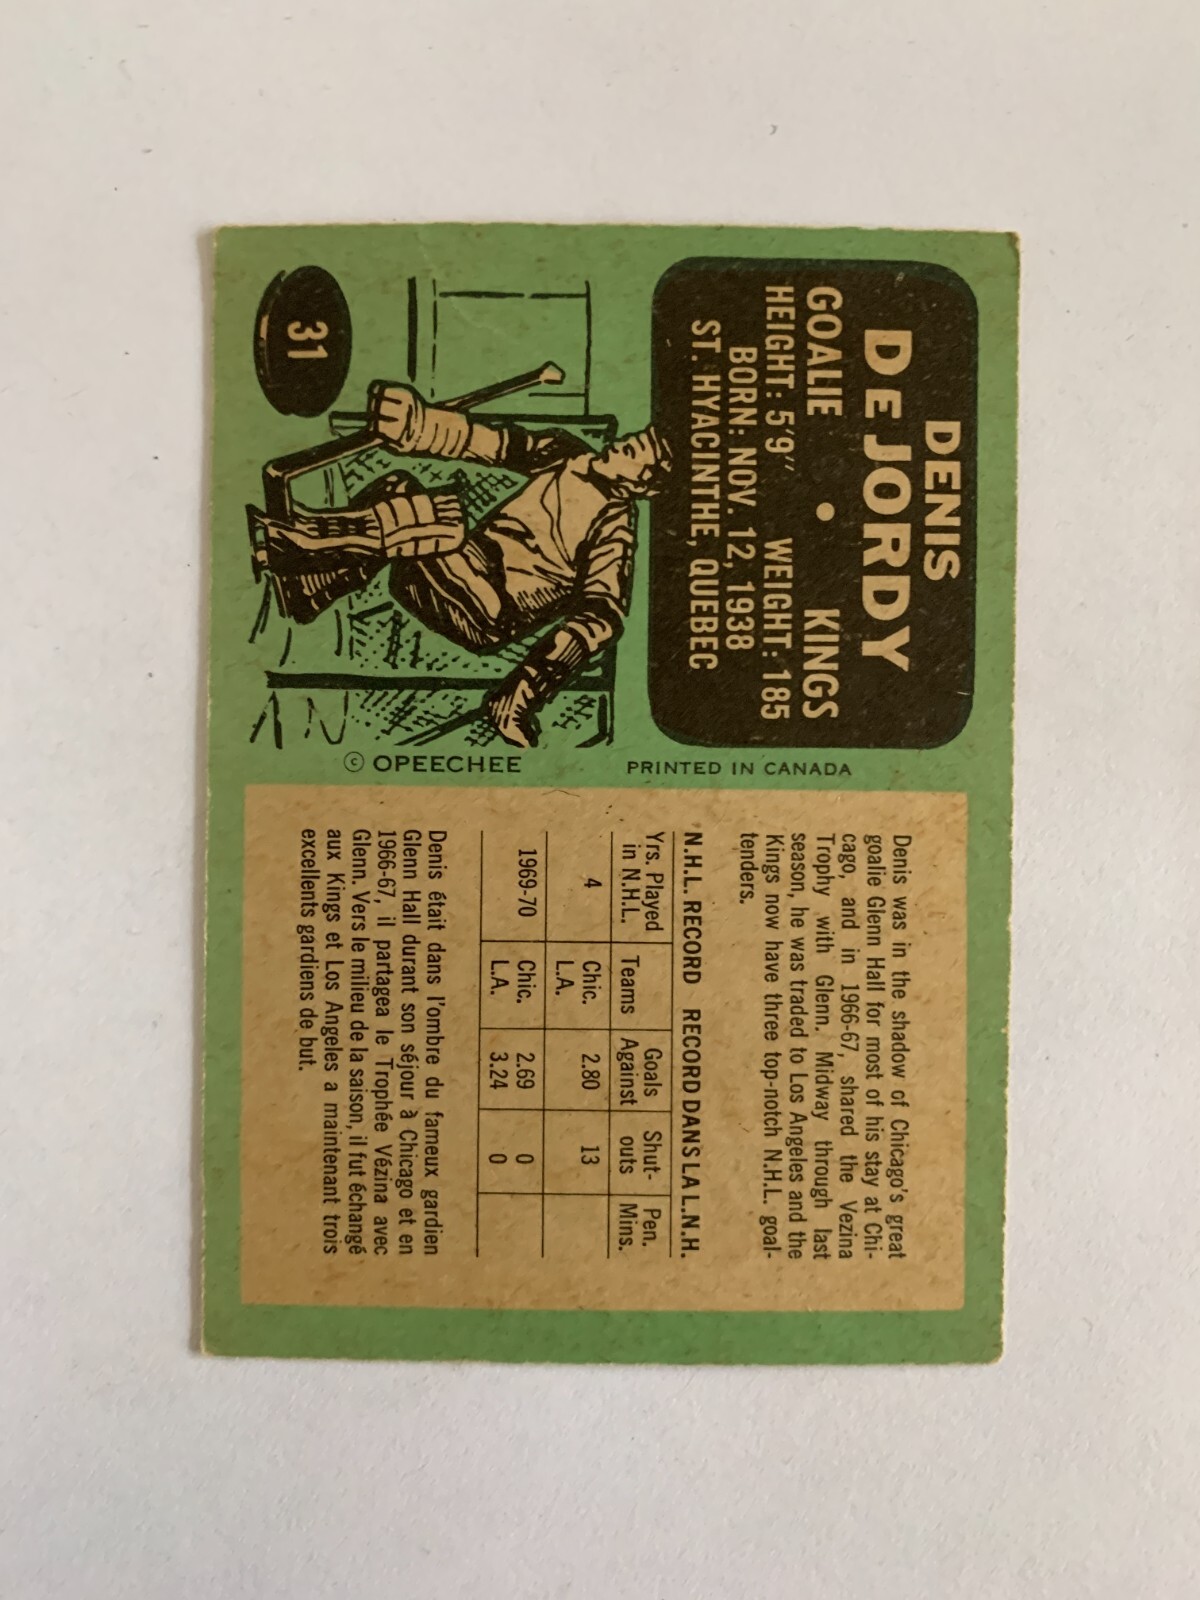 DENIS
DEJORDY
GOALIE • KINGS
HEIGHT: 5'9" WEIGHT: 185
BORN: NOV. 12, 1938
ST. HYACINTHE, QUEBEC
31
© OPEECHEE
PRINTED IN CANADA
Denis was in the shadow of Chicago's great
goalie Glenn Hall for most of his stay at Chi-
cago, and in 1966-67, shared the Vezina
Trophy with Glenn. Midway through last
season, he was traded to Los Angeles and the
Kings now have three top-notch N.H.L. goal-
tenders.
N.H.L. RECORD RECORD DANS LA L.N.H.
Yrs. Played in N.H.L. Teams Goals Against Shut-outs Pen. Mins.
4 Chic. 2.80 13
L.A.
1969-70 Chic. 2.69 0
L.A. 3.24 0
Denis était dans l'ombre du fameux gardien
Glenn Hall durant son séjour à Chicago et en
1966-67, il partagea le Trophée Vézina avec
Glenn. Vers le milieu de la saison, il fut échangé
aux Kings et Los Angeles a maintenant trois
excellents gardiens de but.